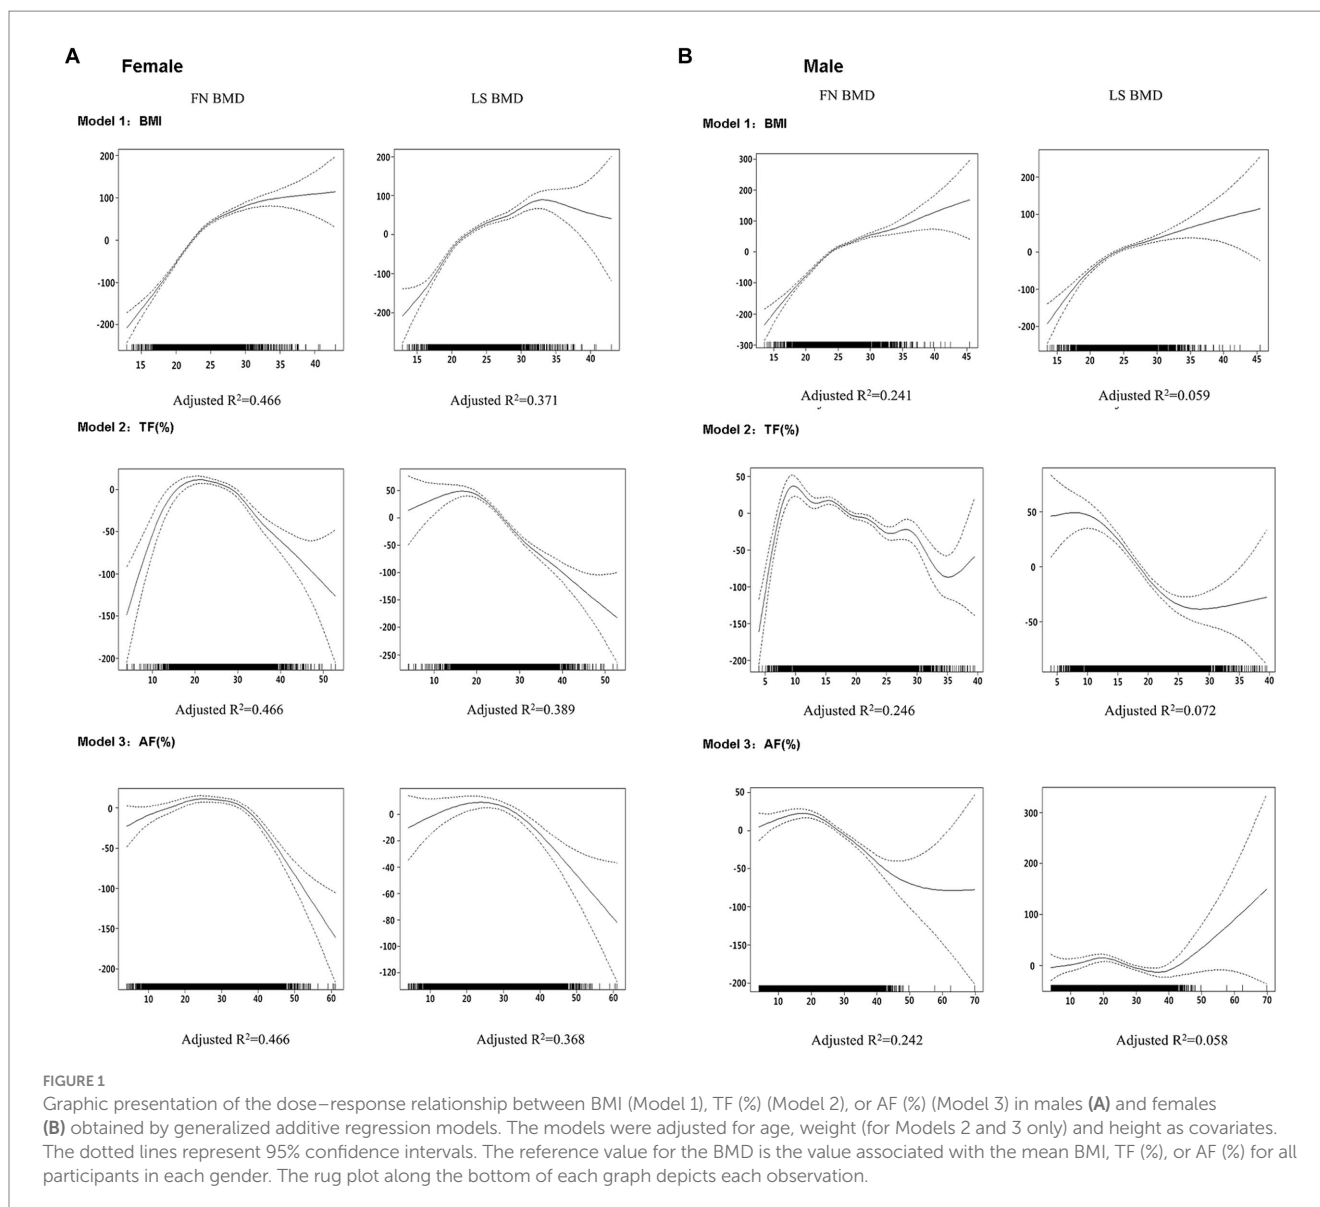 A
Female
B
Male
FN BMD
LS BMD
FN BMD
LS BMD
Model 1: BMI
Model 1: BMI
200
100
0
-100
-200
15 20 25 30 35 40
200
100
0
-100
-200
15 20 25 30 35 40
300
200
100
0
-100
-200
-300
15 20 25 30 35 40 45
200
100
0
-100
-200
15 20 25 30 35 40 45
Adjusted R²=0.466
Adjusted R²=0.371
Adjusted R²=0.241
Adjusted R²=0.059
Model 2: TF(%)
Model 2: TF(%)
0
-50
-100
-150
-200
10 20 30 40 50
50
0
-50
-100
-150
-200
-250
10 20 30 40 50
50
0
-50
-100
-150
-200
5 10 15 20 25 30 35 40
50
0
-50
5 10 15 20 25 30 35 40
Adjusted R²=0.466
Adjusted R²=0.389
Adjusted R²=0.246
Adjusted R²=0.072
Model 3: AF(%)
Model 3: AF(%)
0
-50
-100
-150
-200
10 20 30 40 50 60
0
-20
-40
-60
-80
-100
-120
10 20 30 40 50 60
50
0
-50
-100
-150
-200
10 20 30 40 50 60 70
300
200
100
0
10 20 30 40 50 60 70
Adjusted R²=0.466
Adjusted R²=0.368
Adjusted R²=0.242
Adjusted R²=0.058
FIGURE 1
Graphic presentation of the dose–response relationship between BMI (Model 1), TF (%) (Model 2), or AF (%) (Model 3) in males (A) and females
(B) obtained by generalized additive regression models. The models were adjusted for age, weight (for Models 2 and 3 only) and height as covariates.
The dotted lines represent 95% confidence intervals. The reference value for the BMD is the value associated with the mean BMI, TF (%), or AF (%) for all
participants in each gender. The rug plot along the bottom of each graph depicts each observation.